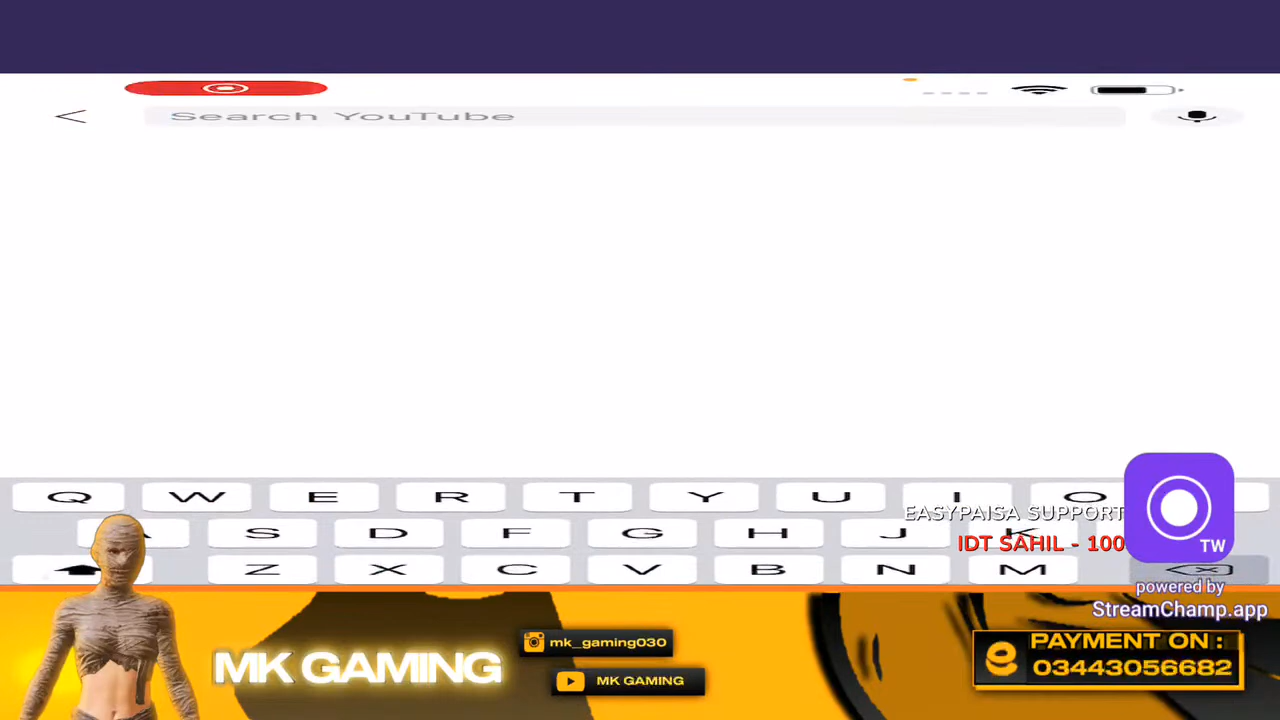 Search YouTube
Q W E R T Y U I O
A S D F G H J K
Z X C V B N M
EASYPAISA SUPPORT
IDT SAHIL - 100
TW
powered by
StreamChamp.app
MK GAMING
mk_gaming030
MK GAMING
PAYMENT ON :
03443056682